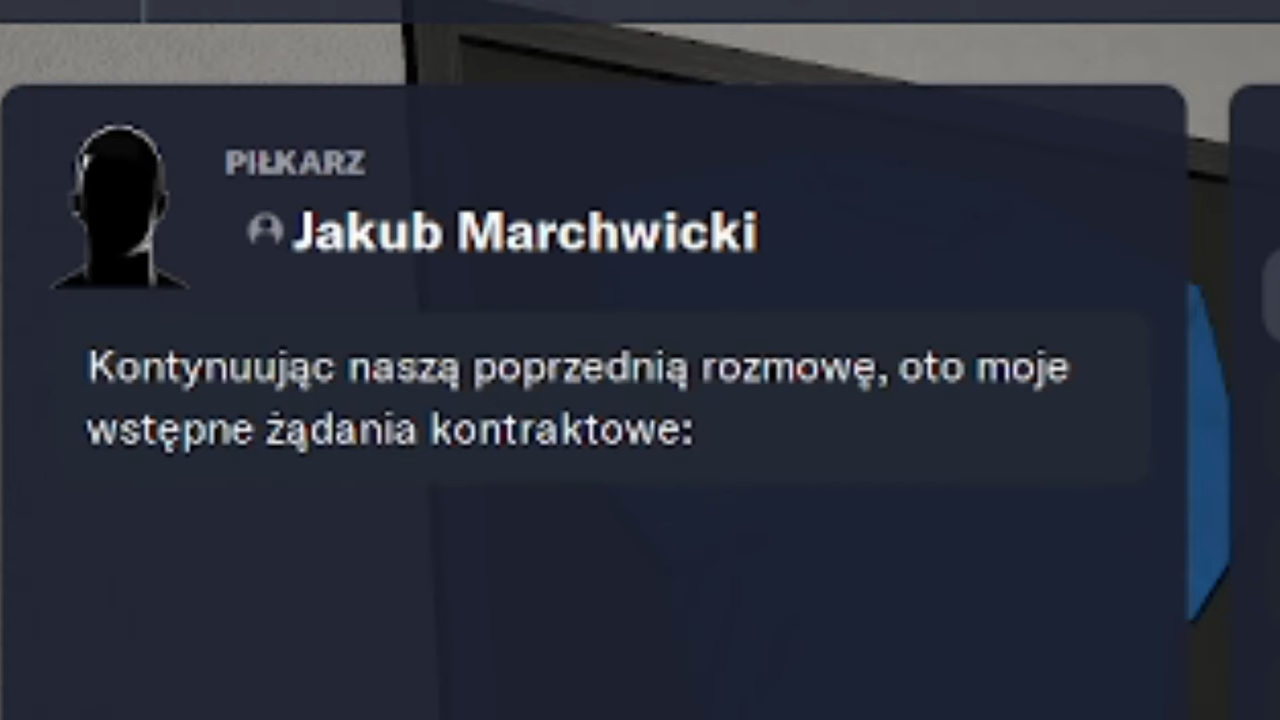 PIŁKARZ
Jakub Marchwicki
Kontynuując naszą poprzednią rozmowę, oto moje
wstępne żądania kontraktowe: